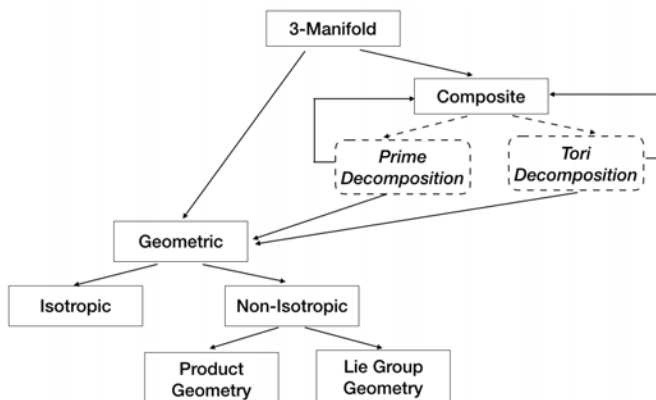 3-Manifold
Composite
Prime
Decomposition
Tori
Decomposition
Geometric
Isotropic
Non-Isotropic
Product
Geometry
Lie Group
Geometry